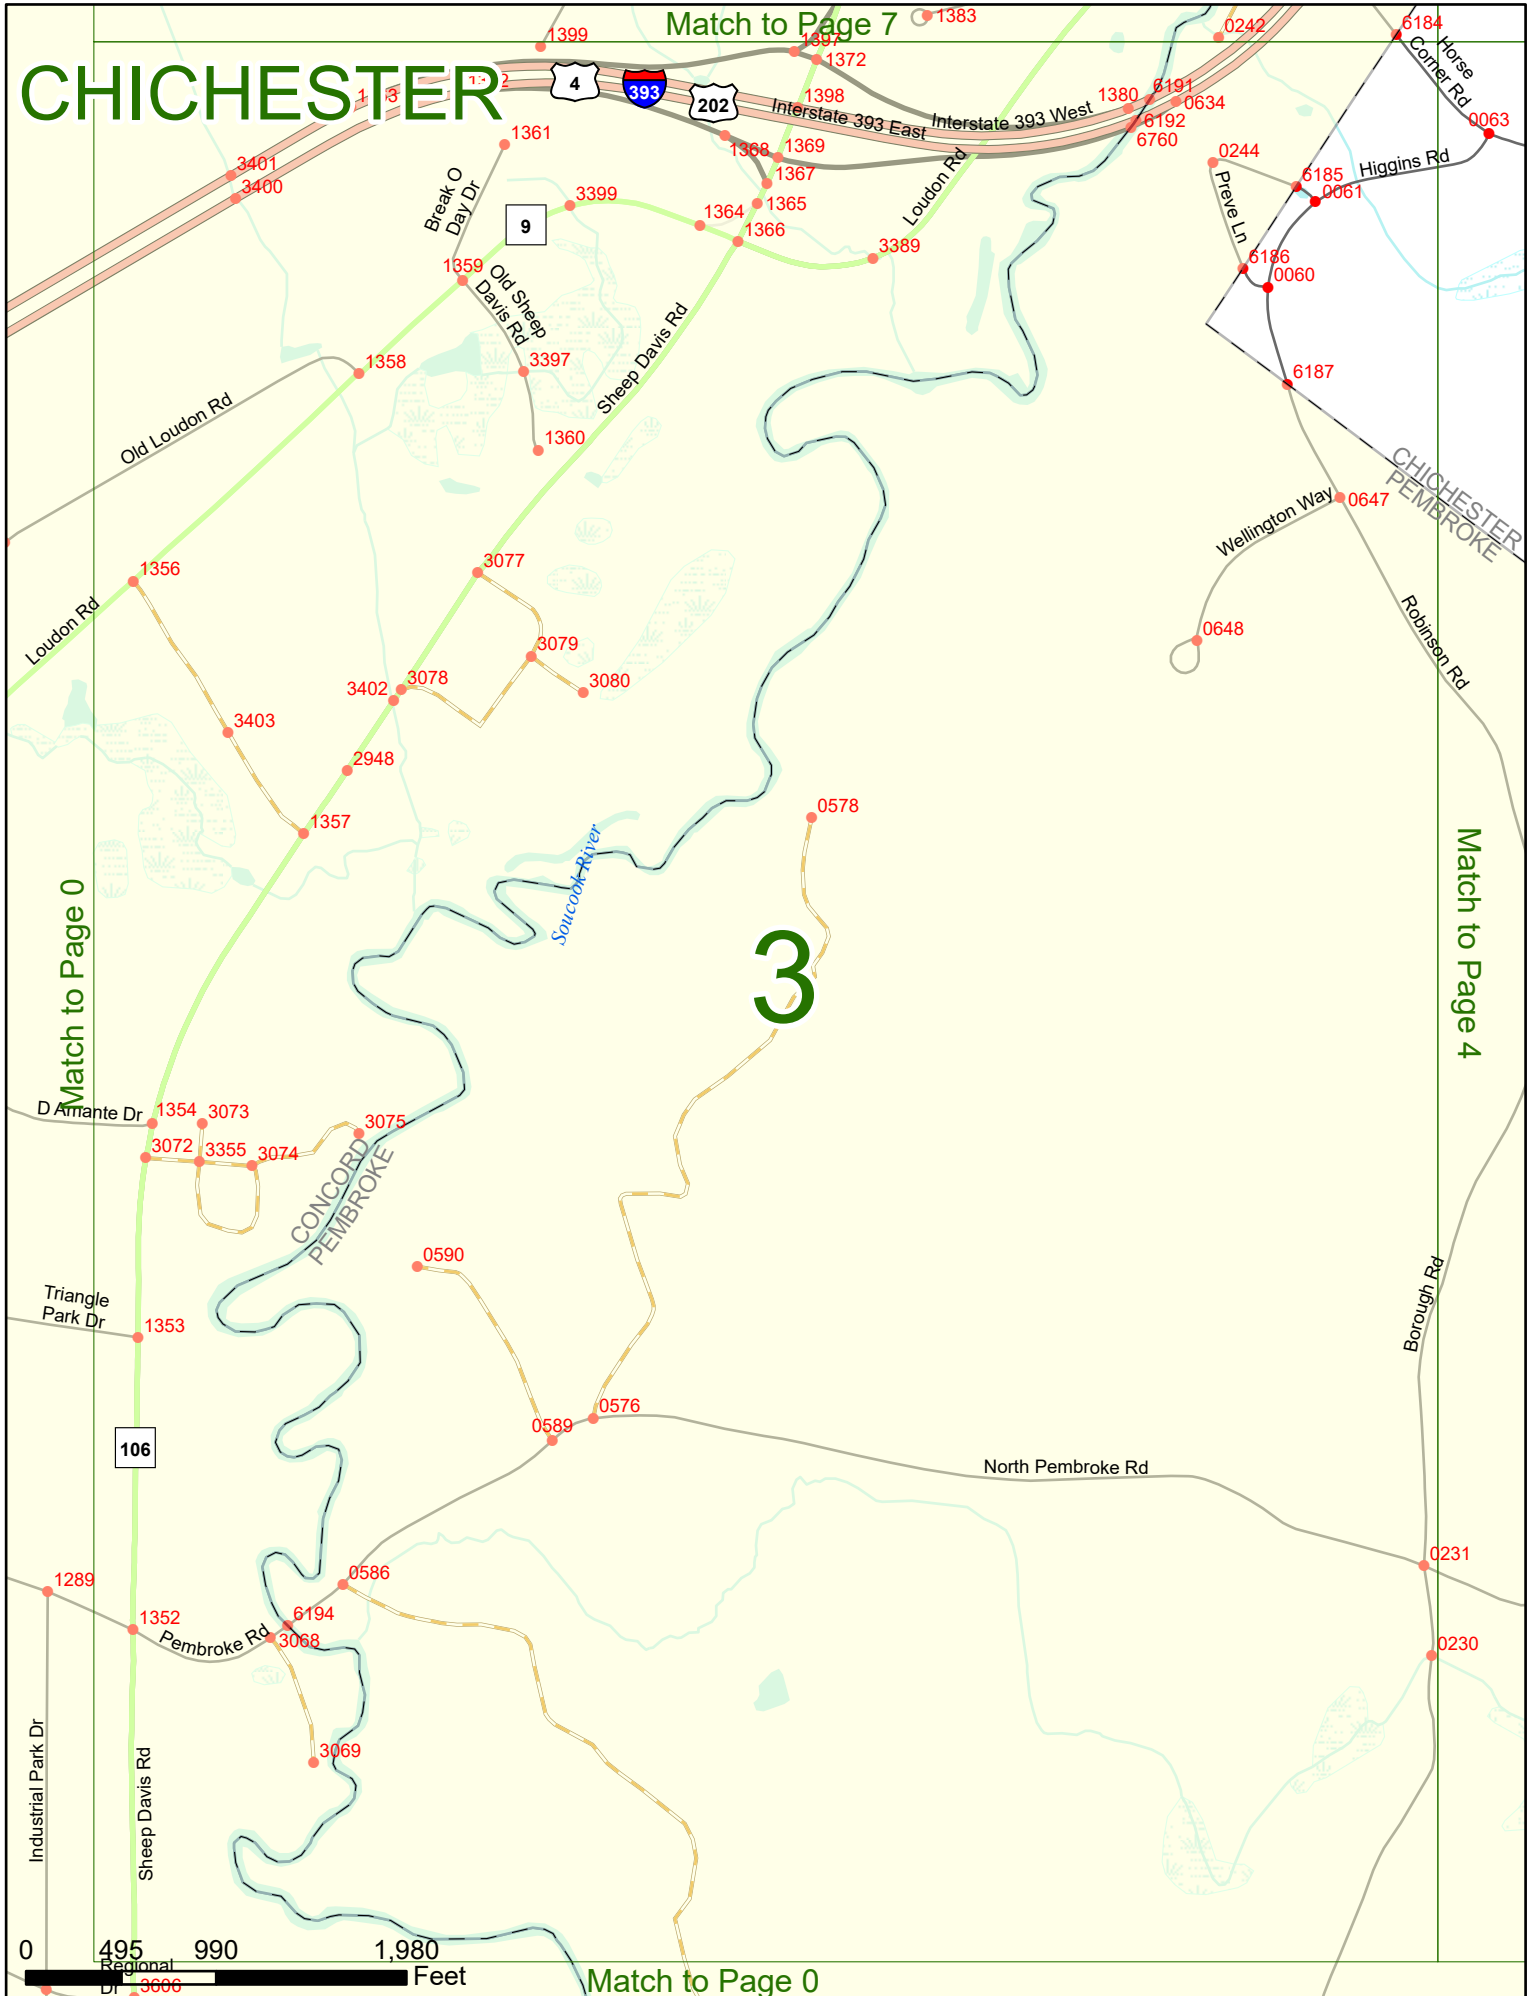 Match to Page 7
CHICHESTER
1383
0242
6184
Horse
Corner Rd
1399
1397
1372
4
393
202
1398
Interstate 393 East
Interstate 393 West
1380
6191
0634
6192
6760
0063
1361
1368
1369
0244
Higgins Rd
3401
3400
1367
6185
0061
Break O
Day Dr
3399
1365
Loudon Rd
9
1364
1366
Preve Ln
3389
6186
0060
1359
Old Sheep
Davis Rd
Sheep Davis Rd
3397
1358
6187
Old Loudon Rd
1360
CHICHESTER
PEMBROKE
0647
Wellington Way
1356
3077
Loudon Rd
Robinson Rd
0648
3079
3078
3080
3402
3403
2948
1357
0578
Soucook River
Match to Page 0
3
Match to Page 4
D Amante Dr
1354
3073
3075
3072
3355
3074
CONCORD
PEMBROKE
0590
Triangle
Park Dr
1353
Borough Rd
0576
0589
106
North Pembroke Rd
0231
1289
0586
1352
6194
Pembroke Rd
3068
0230
3069
Industrial Park Dr
Sheep Davis Rd
0
495
990
1,980
Feet
Regional
Dr
3606
Match to Page 0